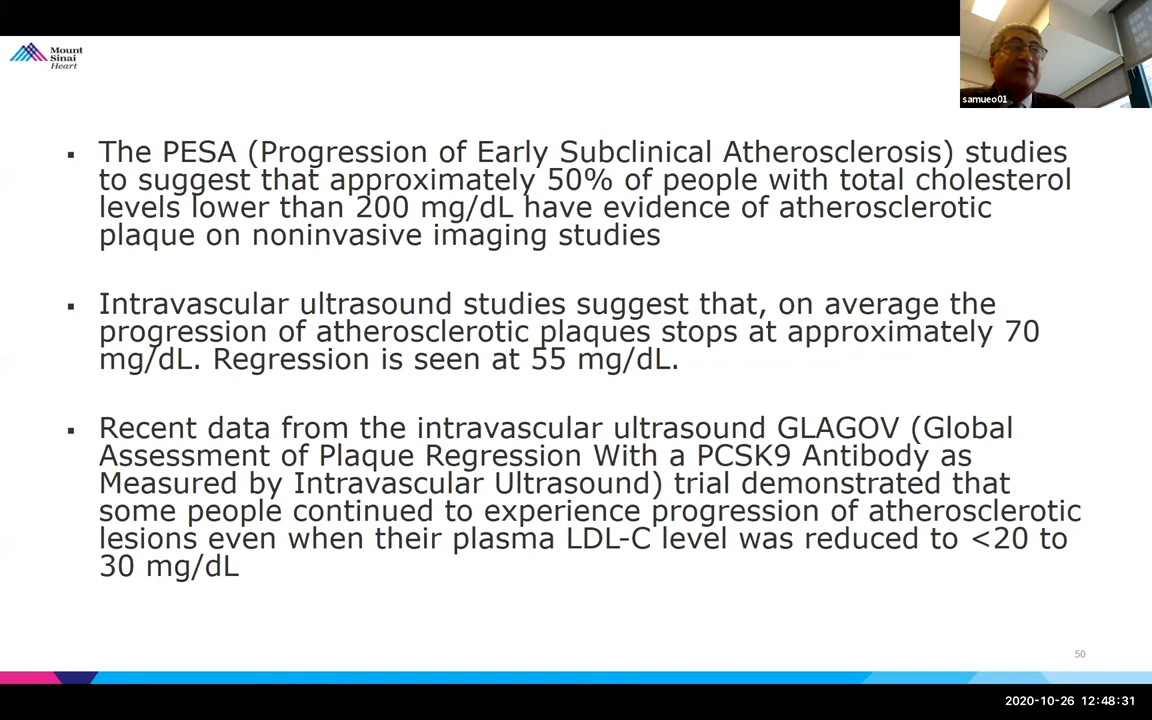 Mount
Sinai
Heart
samueo01
▪ The PESA (Progression of Early Subclinical Atherosclerosis) studies
to suggest that approximately 50% of people with total cholesterol
levels lower than 200 mg/dL have evidence of atherosclerotic
plaque on noninvasive imaging studies
▪ Intravascular ultrasound studies suggest that, on average the
progression of atherosclerotic plaques stops at approximately 70
mg/dL. Regression is seen at 55 mg/dL.
▪ Recent data from the intravascular ultrasound GLAGOV (Global
Assessment of Plaque Regression With a PCSK9 Antibody as
Measured by Intravascular Ultrasound) trial demonstrated that
some people continued to experience progression of atherosclerotic
lesions even when their plasma LDL-C level was reduced to <20 to
30 mg/dL
50
2020-10-26 12:48:31